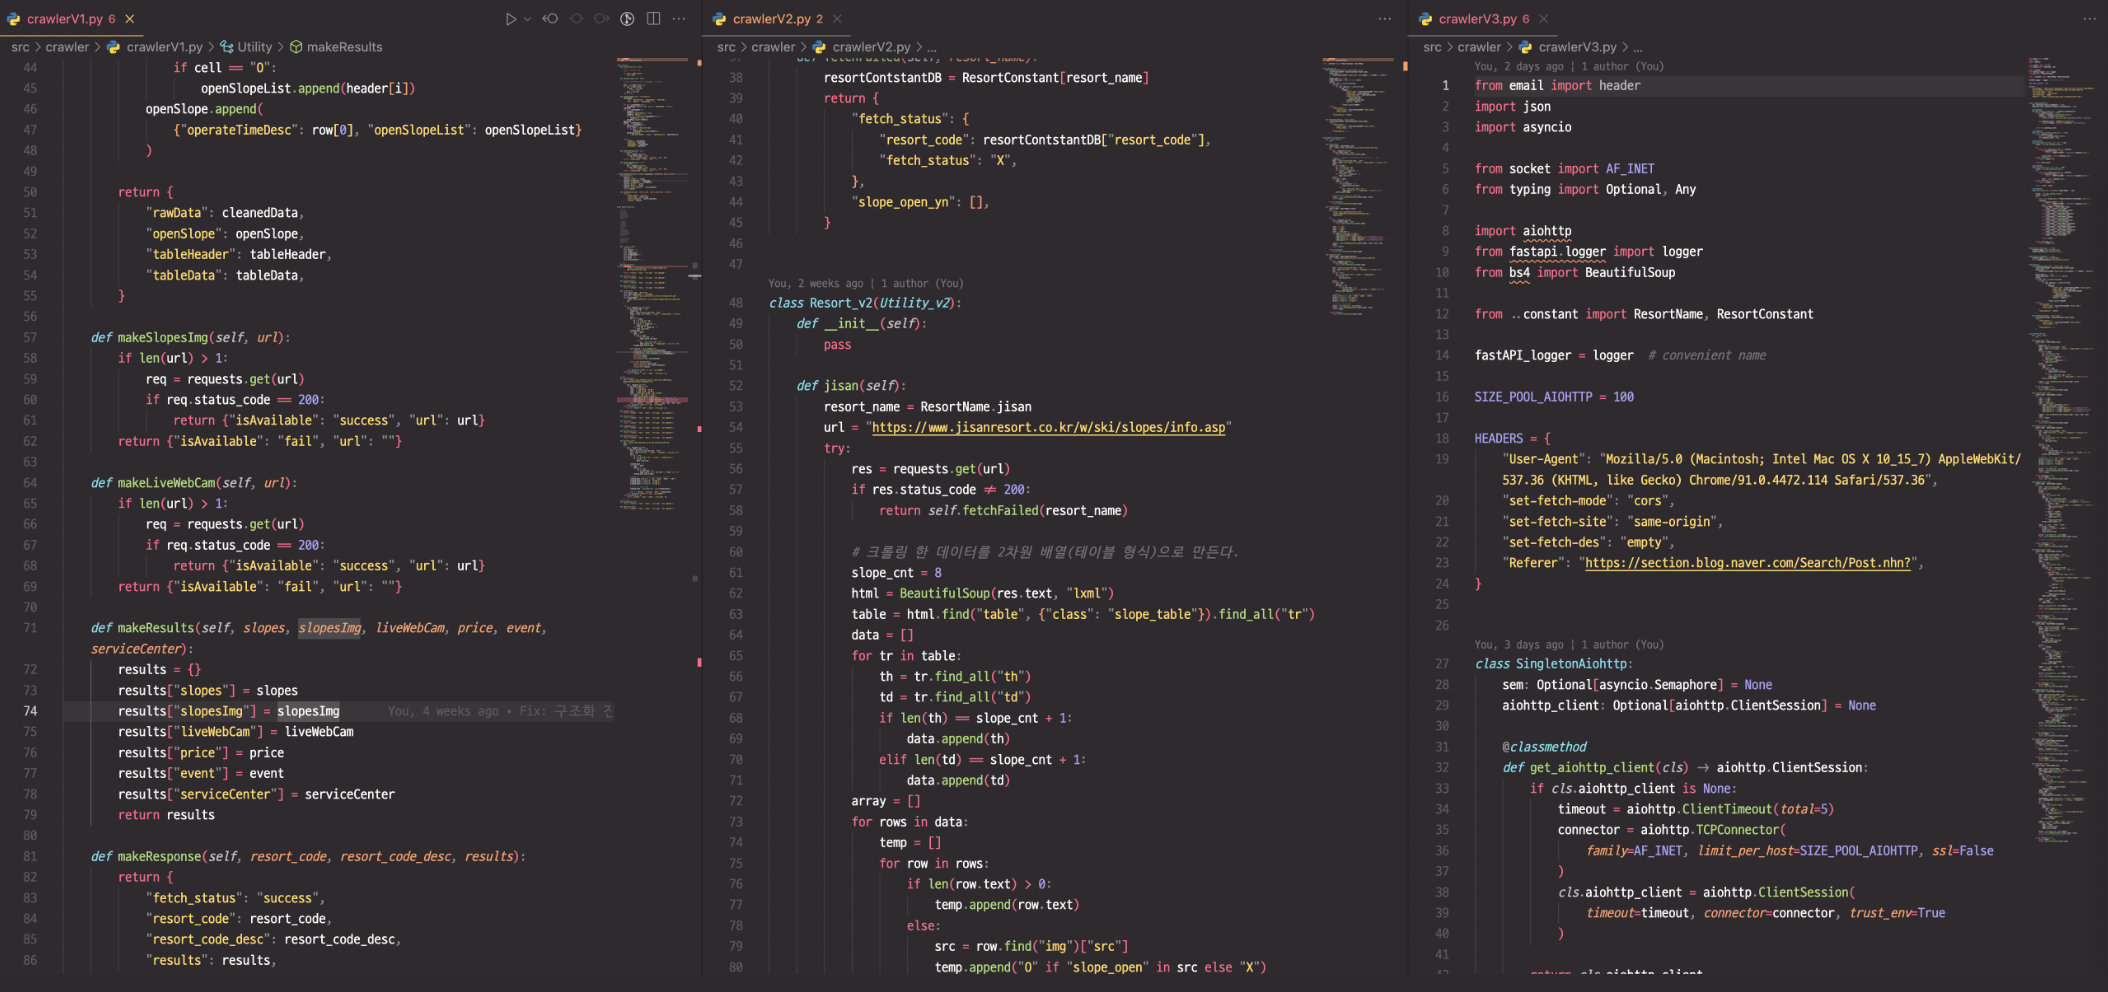 crawlerV1.py 6
src > crawler > crawlerV1.py > Utility > makeResults
44 if cell == "O":
45 openSlopeList.append(header[i])
46 openSlope.append(
47 {"operateTimeDesc": row[0], "openSlopeList": openSlopeList}
48 )
49
50 return {
51 "rawData": cleanedData,
52 "openSlope": openSlope,
53 "tableHeader": tableHeader,
54 "tableData": tableData,
55 }
56
57 def makeSlopesImg(self, url):
58 if len(url) > 1:
59 req = requests.get(url)
60 if req.status_code == 200:
61 return {"isAvailable": "success", "url": url}
62 return {"isAvailable": "fail", "url": ""}
63
64 def makeLiveWebCam(self, url):
65 if len(url) > 1:
66 req = requests.get(url)
67 if req.status_code == 200:
68 return {"isAvailable": "success", "url": url}
69 return {"isAvailable": "fail", "url": ""}
70
71 def makeResults(self, slopes, slopesImg, liveWebCam, price, event,
serviceCenter):
72 results = {}
73 results["slopes"] = slopes
74 results["slopesImg"] = slopesImg You, 4 weeks ago • Fix: 구조화
75 results["liveWebCam"] = liveWebCam
76 results["price"] = price
77 results["event"] = event
78 results["serviceCenter"] = serviceCenter
79 return results
80
81 def makeResponse(self, resort_code, resort_code_desc, results):
82 return {
83 "fetch_status": "success",
84 "resort_code": resort_code,
85 "resort_code_desc": resort_code_desc,
86 "results": results,
crawlerV2.py 2
src > crawler > crawlerV2.py > ...
37 def fetchFailed(self, resort_name):
38 resortContstantDB = ResortConstant[resort_name]
39 return {
40 "fetch_status": {
41 "resort_code": resortContstantDB["resort_code"],
42 "fetch_status": "X",
43 },
44 "slope_open_yn": [],
45 }
46
47
You, 2 weeks ago | 1 author (You)
48 class Resort_v2(Utility_v2):
49 def __init__(self):
50 pass
51
52 def jisan(self):
53 resort_name = ResortName.jisan
54 url = "https://www.jisanresort.co.kr/w/ski/slopes/info.asp"
55 try:
56 res = requests.get(url)
57 if res.status_code ≠ 200:
58 return self.fetchFailed(resort_name)
59
60 # 크롤링 한 데이터를 2차원 배열(테이블 형식)으로 만든다.
61 slope_cnt = 8
62 html = BeautifulSoup(res.text, "lxml")
63 table = html.find("table", {"class": "slope_table"}).find_all("tr")
64 data = []
65 for tr in table:
66 th = tr.find_all("th")
67 td = tr.find_all("td")
68 if len(th) == slope_cnt + 1:
69 data.append(th)
70 elif len(td) == slope_cnt + 1:
71 data.append(td)
72 array = []
73 for rows in data:
74 temp = []
75 for row in rows:
76 if len(row.text) > 0:
77 temp.append(row.text)
78 else:
79 src = row.find("img")["src"]
80 temp.append("O" if "slope_open" in src else "X")
crawlerV3.py 6
src > crawler > crawlerV3.py > ...
You, 2 days ago | 1 author (You)
1 from email import header
2 import json
3 import asyncio
4
5 from socket import AF_INET
6 from typing import Optional, Any
7
8 import aiohttp
9 from fastapi.logger import logger
10 from bs4 import BeautifulSoup
11
12 from ..constant import ResortName, ResortConstant
13
14 fastAPI_logger = logger # convenient name
15
16 SIZE_POOL_AIOHTTP = 100
17
18 HEADERS = {
19 "User-Agent": "Mozilla/5.0 (Macintosh; Intel Mac OS X 10_15_7) AppleWebKit/
537.36 (KHTML, like Gecko) Chrome/91.0.4472.114 Safari/537.36",
20 "set-fetch-mode": "cors",
21 "set-fetch-site": "same-origin",
22 "set-fetch-des": "empty",
23 "Referer": "https://section.blog.naver.com/Search/Post.nhn?",
24 }
25
26
You, 3 days ago | 1 author (You)
27 class SingletonAiohttp:
28 sem: Optional[asyncio.Semaphore] = None
29 aiohttp_client: Optional[aiohttp.ClientSession] = None
30
31 @classmethod
32 def get_aiohttp_client(cls) → aiohttp.ClientSession:
33 if cls.aiohttp_client is None:
34 timeout = aiohttp.ClientTimeout(total=5)
35 connector = aiohttp.TCPConnector(
36 family=AF_INET, limit_per_host=SIZE_POOL_AIOHTTP, ssl=False
37 )
38 cls.aiohttp_client = aiohttp.ClientSession(
39 timeout=timeout, connector=connector, trust_env=True
40 )
41
42 return cls.aiohttp_client